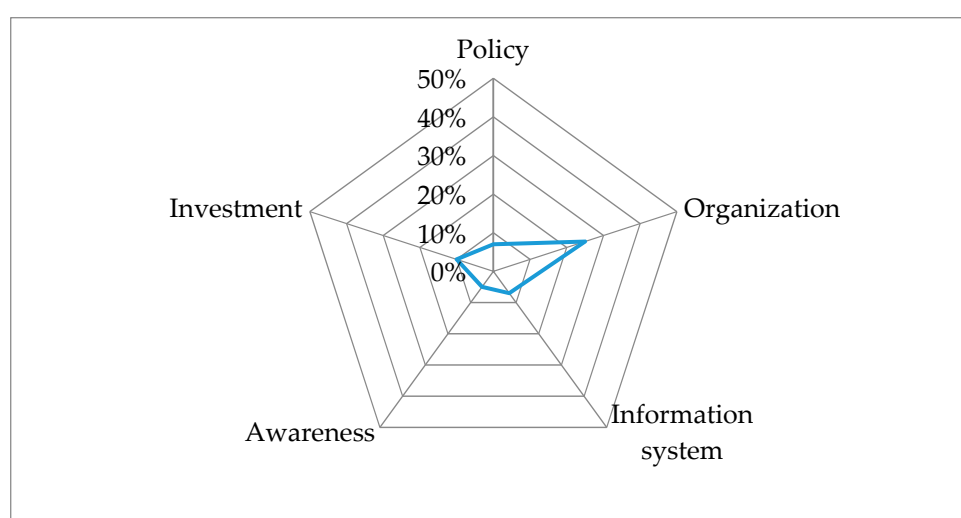 Policy
50%
40%
30%
20%
10%
0%
Investment
Organization
Awareness
Information
system